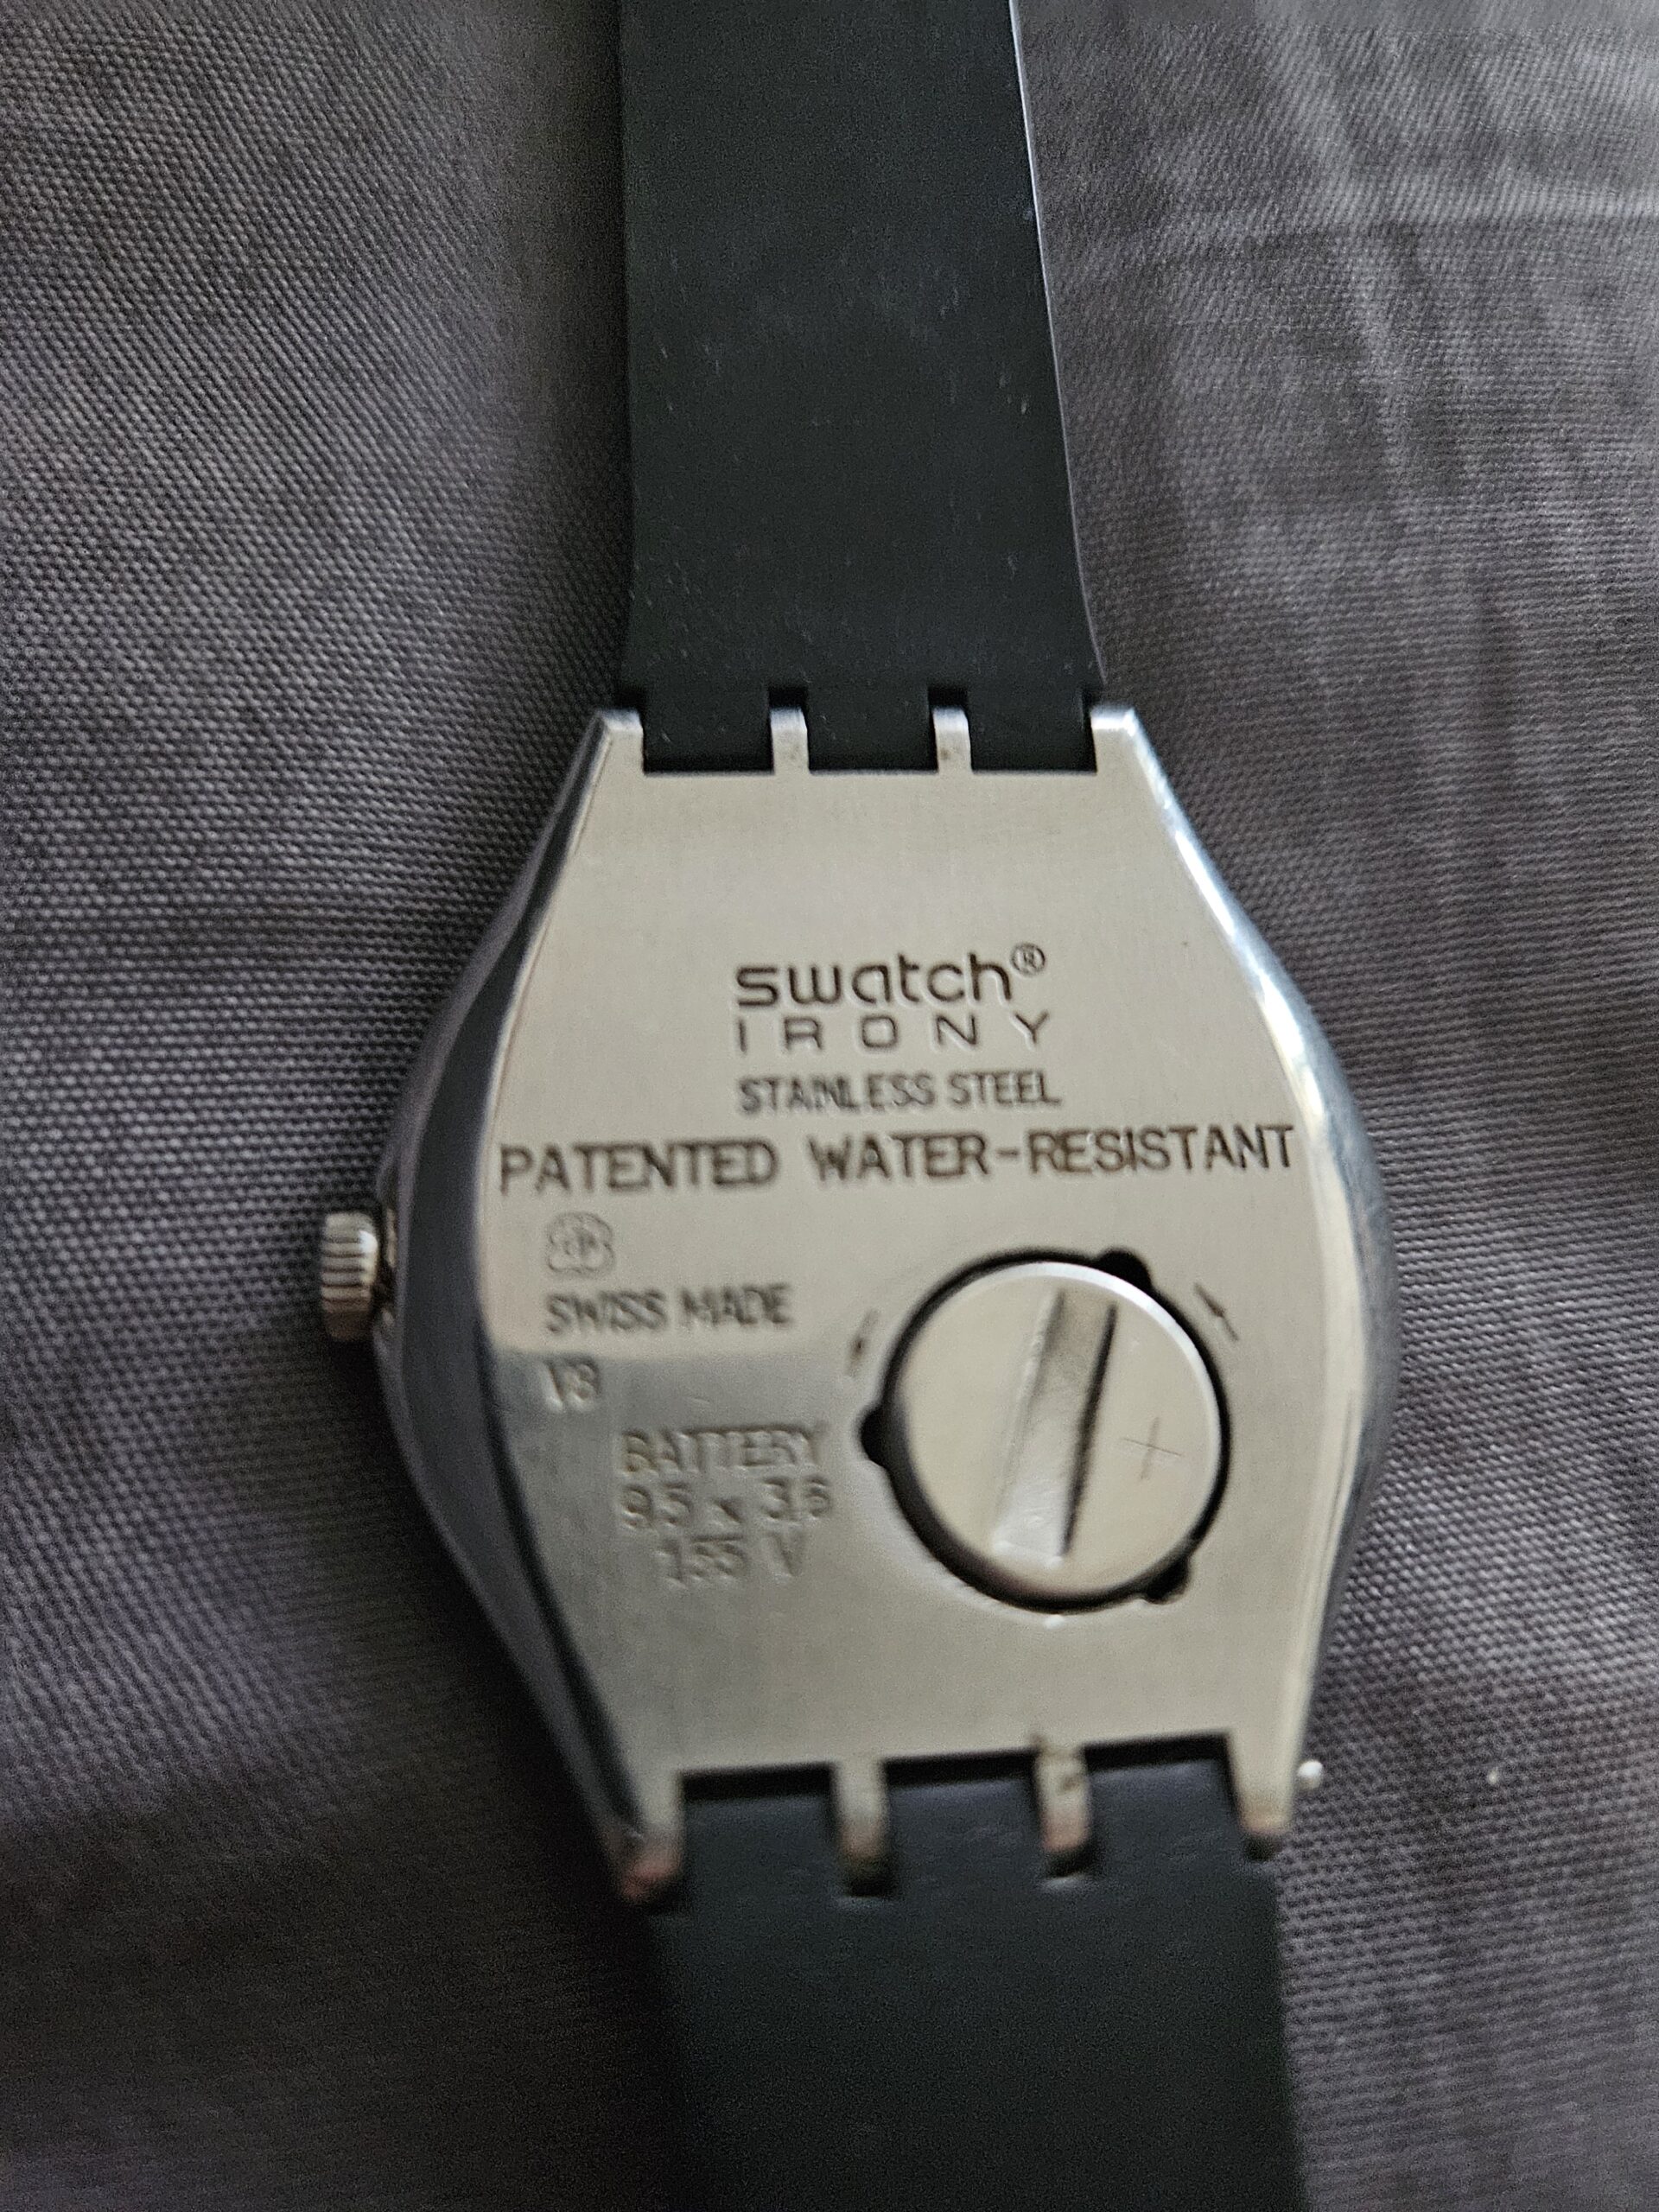 swatch®
IRONY
STAINLESS STEEL
PATENTED WATER-RESISTANT
SWISS MADE
V8
BATTERY
9.5 x 3.6
1.55 V
+